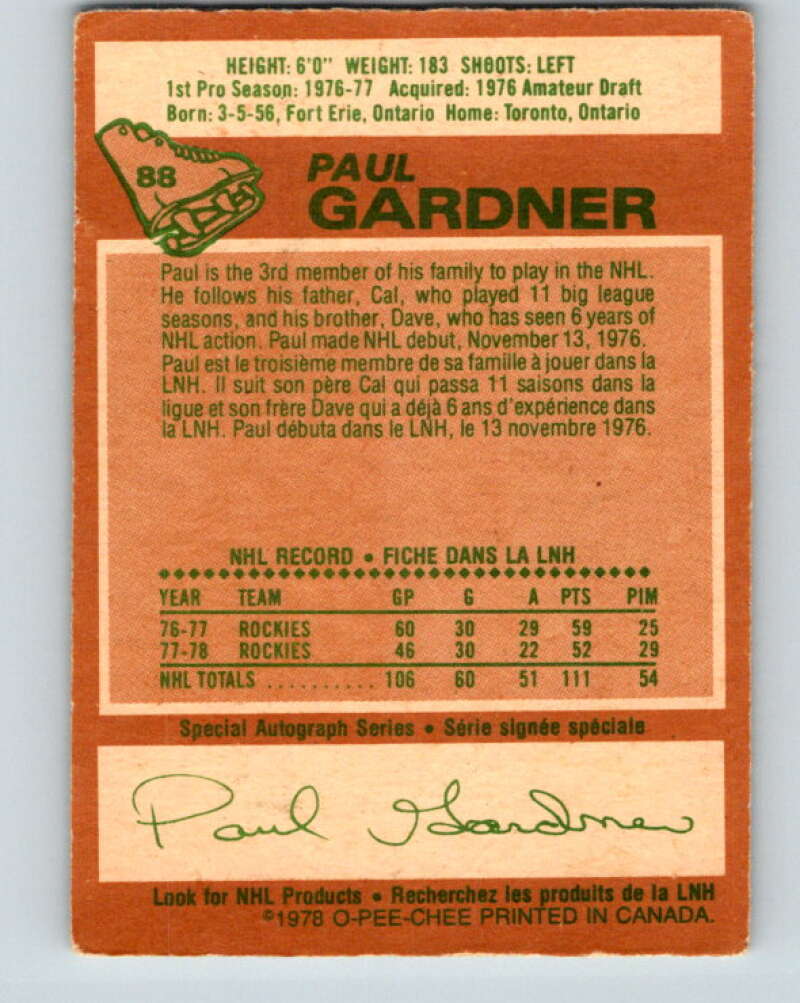 HEIGHT: 6'0" WEIGHT: 183 SHOOTS: LEFT
1st Pro Season: 1976-77 Acquired: 1976 Amateur Draft
Born: 3-5-56, Fort Erie, Ontario Home: Toronto, Ontario
88
PAUL
GARDNER
Paul is the 3rd member of his family to play in the NHL.
He follows his father, Cal, who played 11 big league
seasons, and his brother, Dave, who has seen 6 years of
NHL action. Paul made NHL debut, November 13, 1976.
Paul est le troisième membre de sa famille à jouer dans la
LNH. Il suit son père Cal qui passa 11 saisons dans la
ligue et son frère Dave qui a déjà 6 ans d'expérience dans
la LNH. Paul débuta dans le LNH, le 13 novembre 1976.
NHL RECORD • FICHE DANS LA LNH
YEAR TEAM GP G A PTS PIM
76-77 ROCKIES 60 30 29 59 25
77-78 ROCKIES 46 30 22 52 29
NHL TOTALS .......... 106 60 51 111 54
Special Autograph Series • Série signée spéciale
Paul Gardner
Look for NHL Products • Recherchez les produits de la LNH
©1978 O-PEE-CHEE PRINTED IN CANADA.